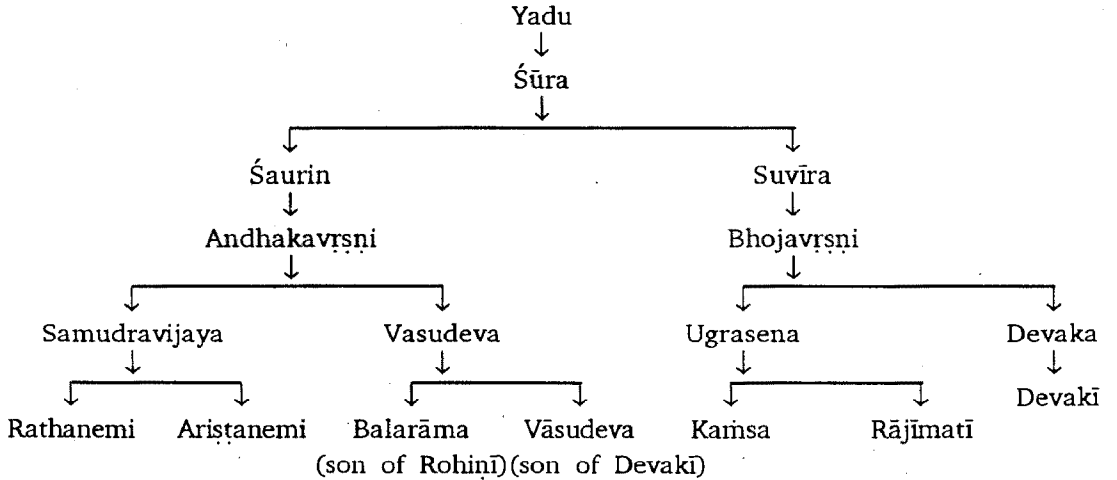 Yadu
Śūra
Śaurin Suvīra
Andhakavṛṣṇi Bhojavṛṣṇi
Samudravijaya Vasudeva Ugrasena Devaka
Devakī
Rathanemi Ariṣṭanemi Balarāma Vāsudeva Kaṁsa Rājīmatī
(son of Rohiṇī) (son of Devakī)